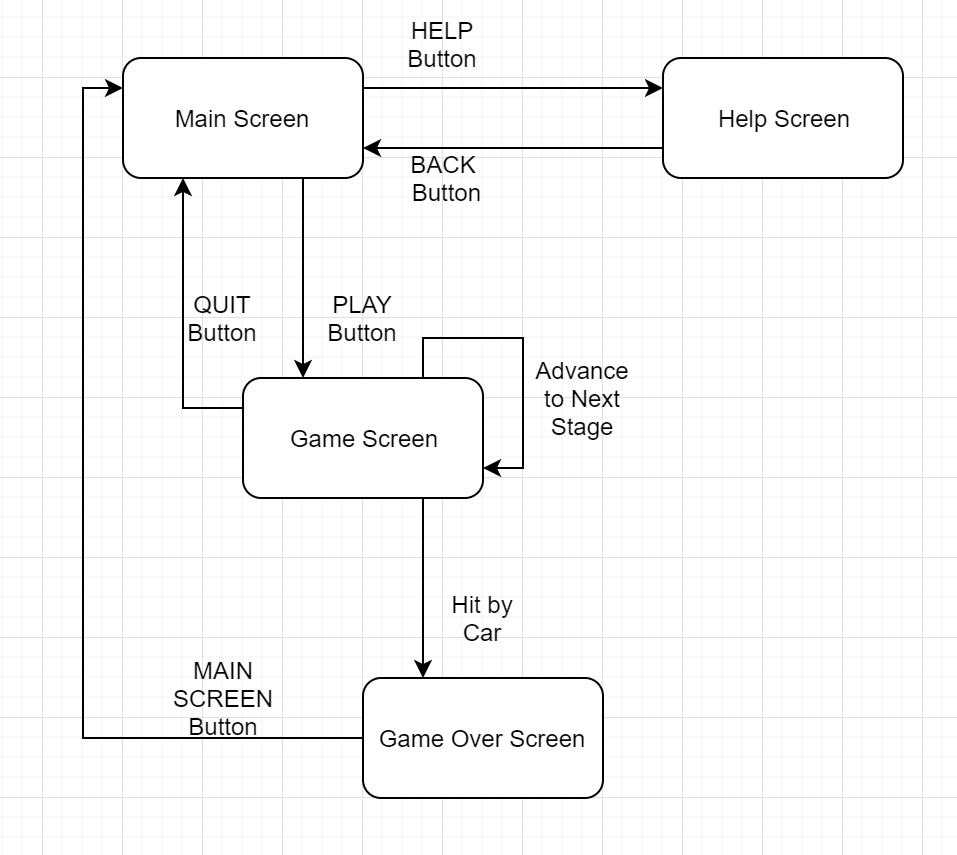 HELP
Button
Main Screen
Help Screen
BACK
Button
QUIT
Button
PLAY
Button
Advance
to Next
Stage
Game Screen
Hit by
Car
MAIN
SCREEN
Button
Game Over Screen